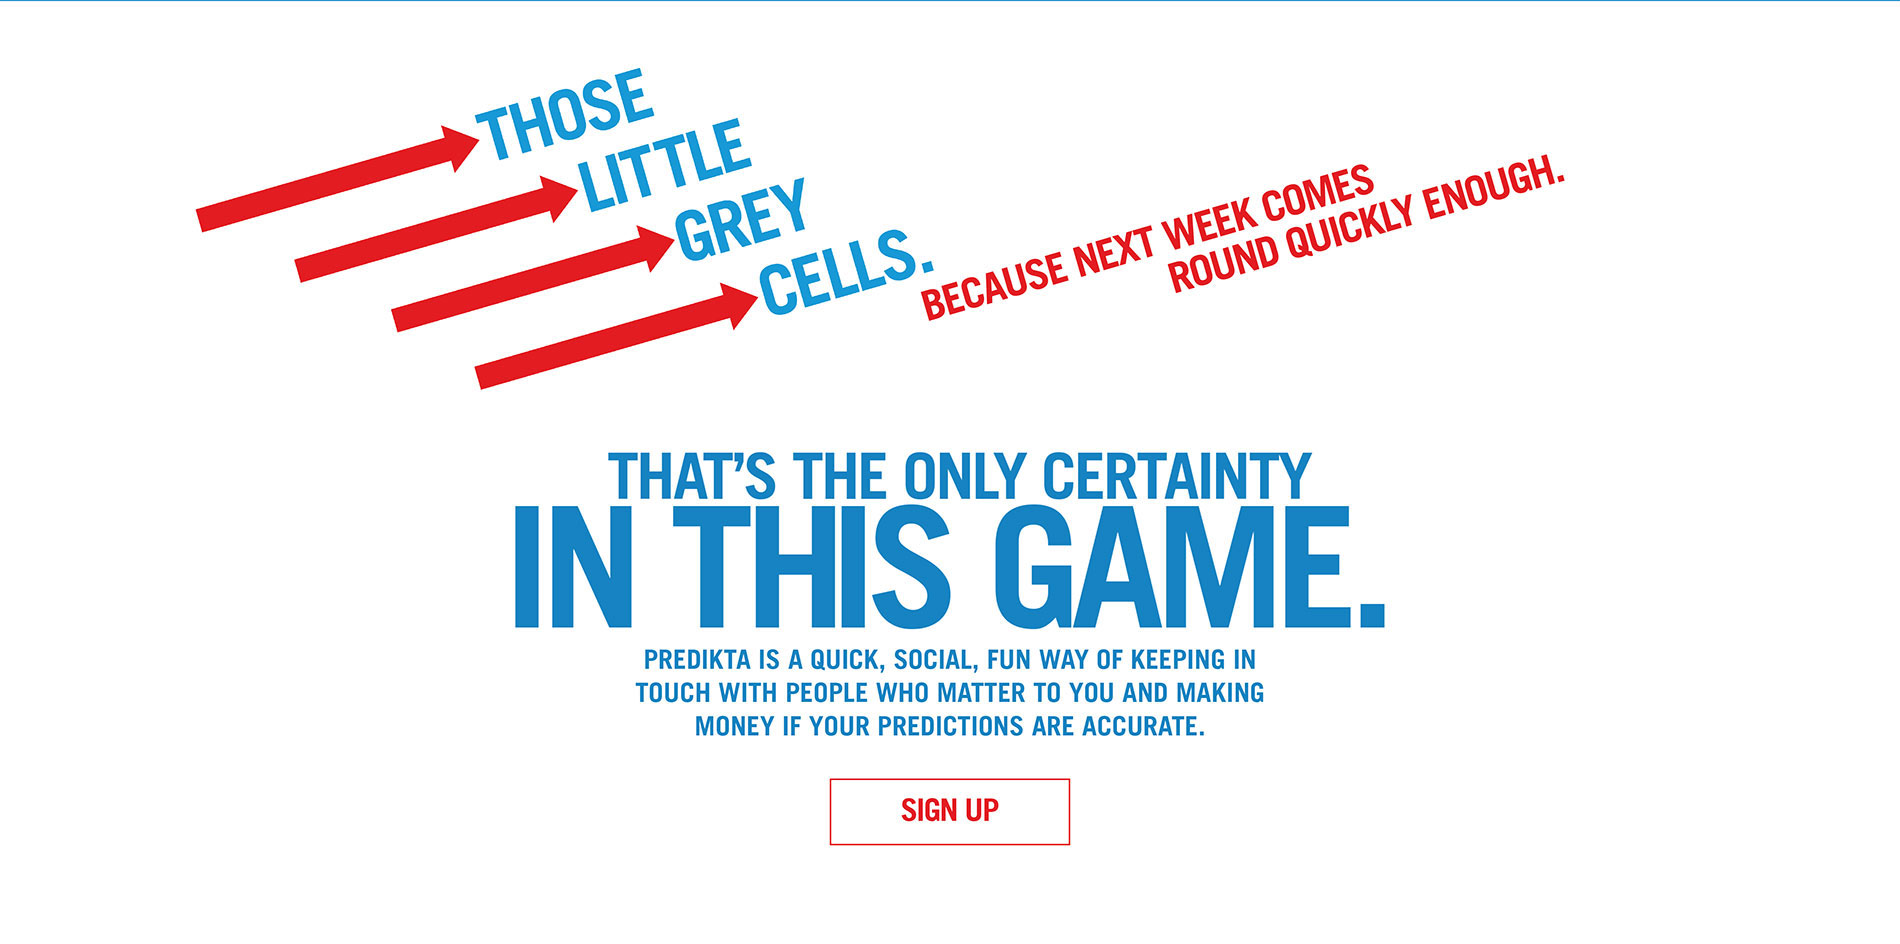 THOSE
LITTLE
GREY
CELLS.
BECAUSE NEXT WEEK COMES
ROUND QUICKLY ENOUGH.
THAT’S THE ONLY CERTAINTY
IN THIS GAME.
PREDIKTA IS A QUICK, SOCIAL, FUN WAY OF KEEPING IN
TOUCH WITH PEOPLE WHO MATTER TO YOU AND MAKING
MONEY IF YOUR PREDICTIONS ARE ACCURATE.
SIGN UP